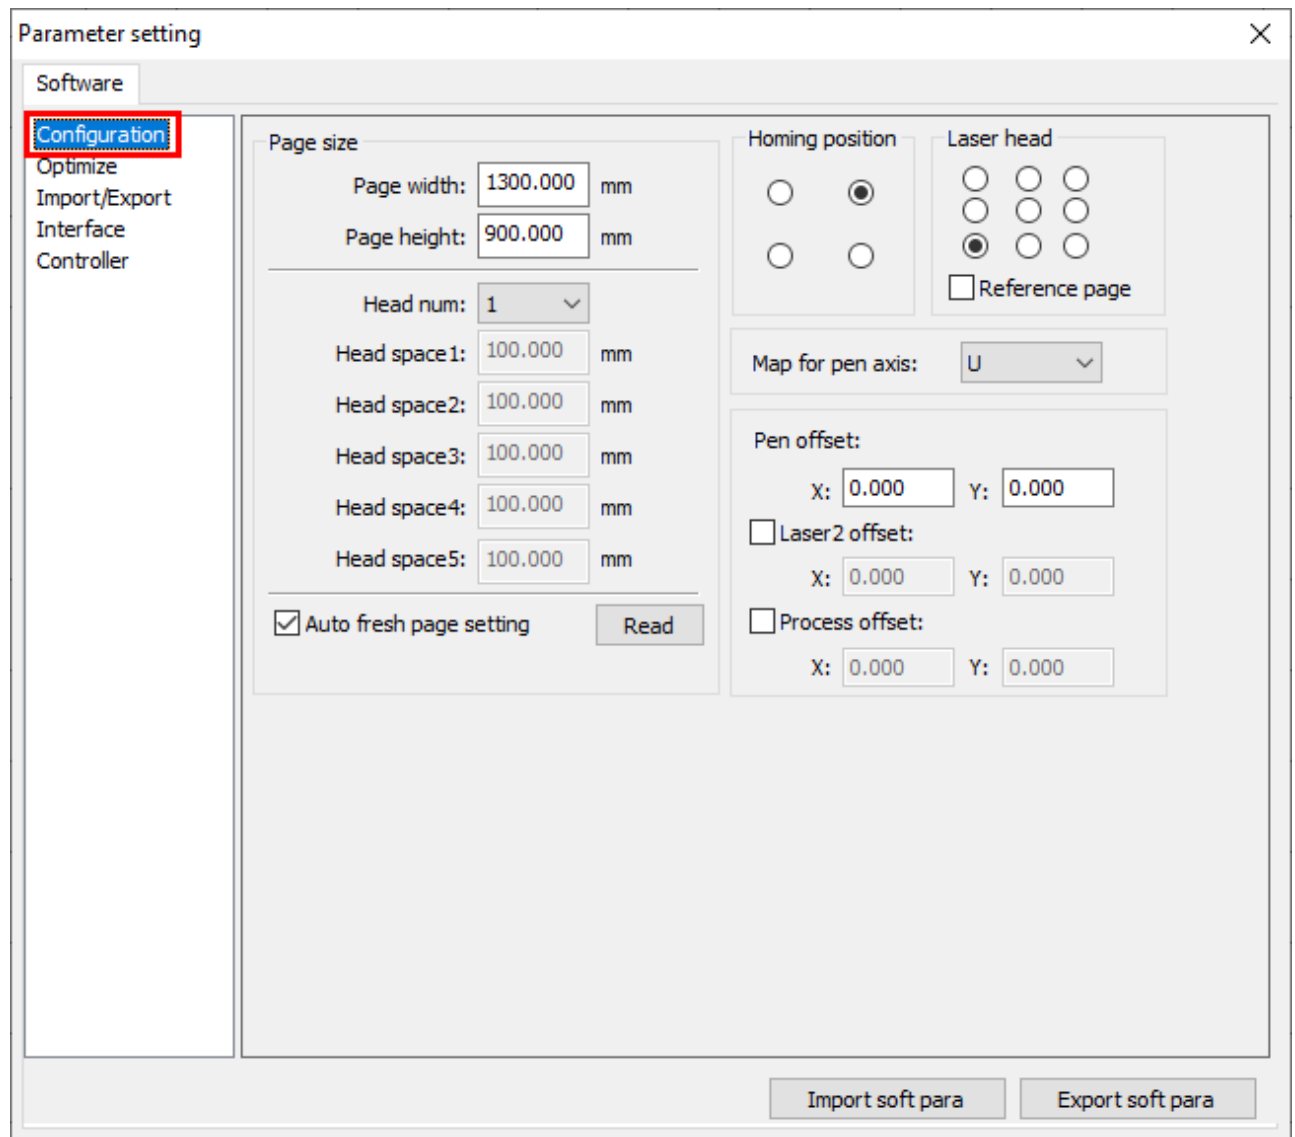 Parameter setting
Software
Configuration
Optimize
Import/Export
Interface
Controller
Page size
Page width: 1300.000 mm
Page height: 900.000 mm
Head num: 1
Head space1: 100.000 mm
Head space2: 100.000 mm
Head space3: 100.000 mm
Head space4: 100.000 mm
Head space5: 100.000 mm
Auto fresh page setting Read
Homing position
Laser head
Reference page
Map for pen axis: U
Pen offset:
X: 0.000 Y: 0.000
Laser2 offset:
X: 0.000 Y: 0.000
Process offset:
X: 0.000 Y: 0.000
Import soft para Export soft para